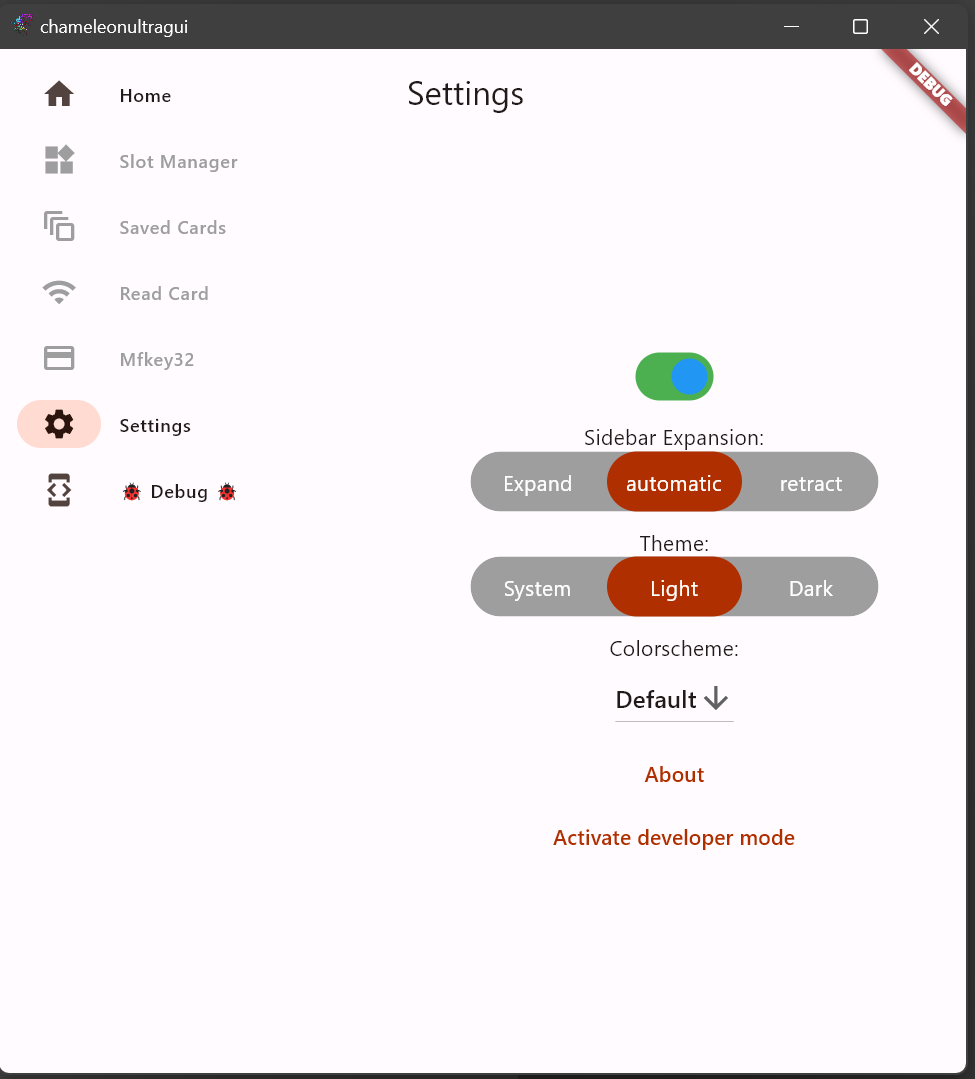 chameleonultragui
DEBUG
Home
Settings
Slot Manager
Saved Cards
Read Card
Mfkey32
Settings
🐞 Debug 🐞
Sidebar Expansion:
Expand automatic retract
Theme:
System Light Dark
Colorscheme:
Default
About
Activate developer mode